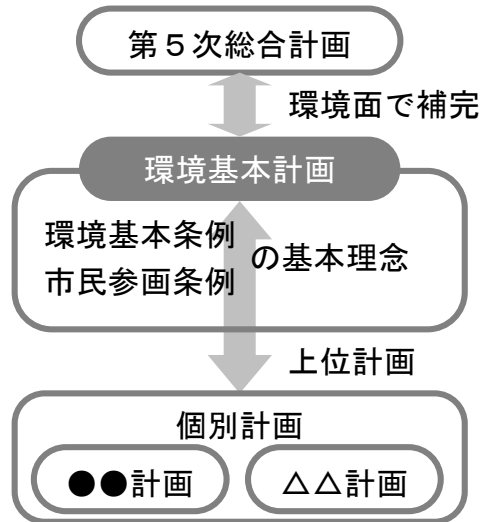 第５次総合計画
環境面で補完
環境基本計画
環境基本条例
市民参画条例
の基本理念
上位計画
個別計画
●●計画
△△計画